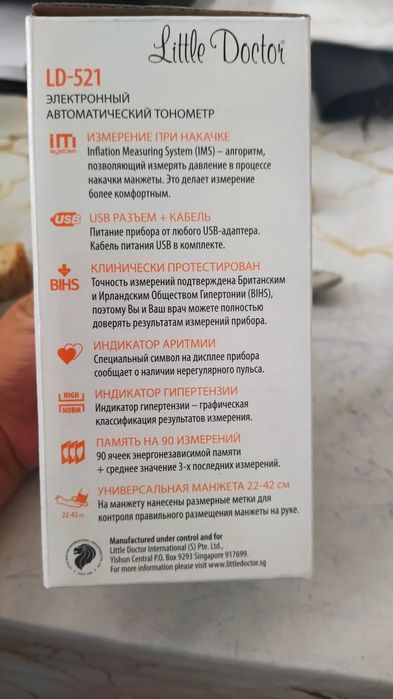 Little Doctor®
LD-521
ЭЛЕКТРОННЫЙ
АВТОМАТИЧЕСКИЙ ТОНОМЕТР
im
system
ИЗМЕРЕНИЕ ПРИ НАКАЧКЕ
Inflation Measuring System (IMS) – алгоритм,
позволяющий измерять давление в процессе
накачки манжеты. Это делает измерение
более комфортным.
USB
USB РАЗЪЕМ + КАБЕЛЬ
Питание прибора от любого USB-адаптера.
Кабель питания USB в комплекте.
BIHS
КЛИНИЧЕСКИ ПРОТЕСТИРОВАН
Точность измерений подтверждена Британским
и Ирландским Обществом Гипертонии (BIHS),
поэтому Вы и Ваш врач можете полностью
доверять результатам измерений прибора.
ИНДИКАТОР АРИТМИИ
Специальный символ на дисплее прибора
сообщает о наличии нерегулярного пульса.
HIGH
NORM
ИНДИКАТОР ГИПЕРТЕНЗИИ
Индикатор гипертензии – графическая
классификация результатов измерения.
ПАМЯТЬ НА 90 ИЗМЕРЕНИЙ
90 ячеек энергонезависимой памяти
+ среднее значение 3-х последних измерений.
22-42 см
УНИВЕРСАЛЬНАЯ МАНЖЕТА 22-42 см
На манжету нанесены размерные метки для
контроля правильного размещения манжеты на руке.
Manufactured under control and for
Little Doctor International (S) Pte. Ltd.,
Yishun Central P.O. Box 9293 Singapore 917699.
For more information please visit www.littledoctor.sg